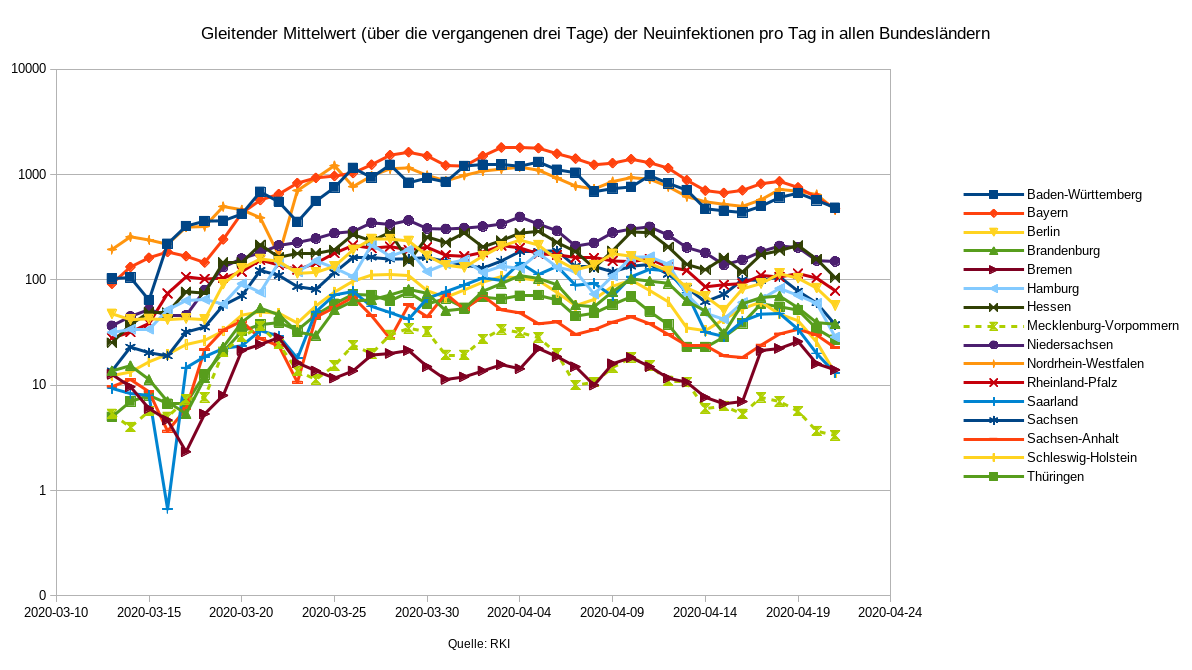 Gleitender Mittelwert (über die vergangenen drei Tage) der Neuinfektionen pro Tag in allen Bundesländern
10000
1000
100
10
1
0
2020-03-10 2020-03-15 2020-03-20 2020-03-25 2020-03-30 2020-04-04 2020-04-09 2020-04-14 2020-04-19 2020-04-24
Quelle: RKI
Baden-Württemberg
Bayern
Berlin
Brandenburg
Bremen
Hamburg
Hessen
Mecklenburg-Vorpommern
Niedersachsen
Nordrhein-Westfalen
Rheinland-Pfalz
Saarland
Sachsen
Sachsen-Anhalt
Schleswig-Holstein
Thüringen